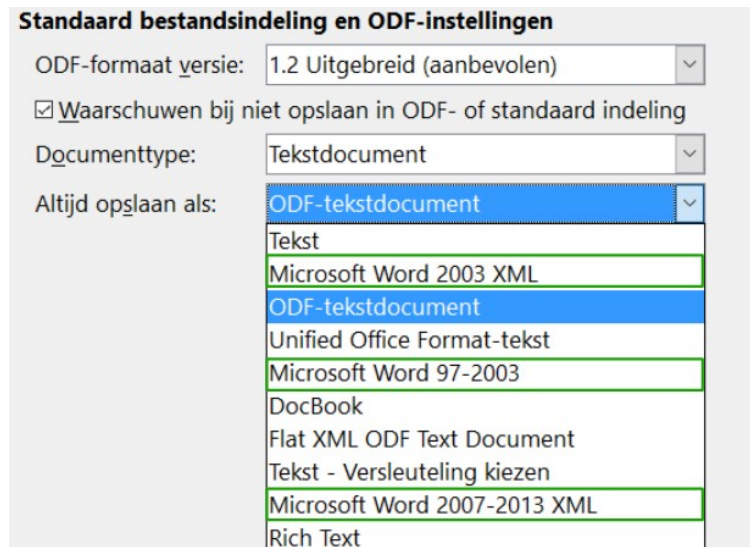 Standaard bestandsindeling en ODF-instellingen
ODF-formaat versie: 1.2 Uitgebreid (aanbevolen)
Waarschuwen bij niet opslaan in ODF- of standaard indeling
Documenttype: Tekstdocument
Altijd opslaan als: ODF-tekstdocument
Tekst
Microsoft Word 2003 XML
ODF-tekstdocument
Unified Office Format-tekst
Microsoft Word 97-2003
DocBook
Flat XML ODF Text Document
Tekst - Versleuteling kiezen
Microsoft Word 2007-2013 XML
Rich Text